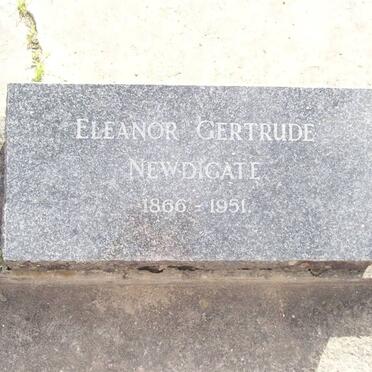 ELEANOR GERTRUDE
NEWDIGATE
1866 - 1951.